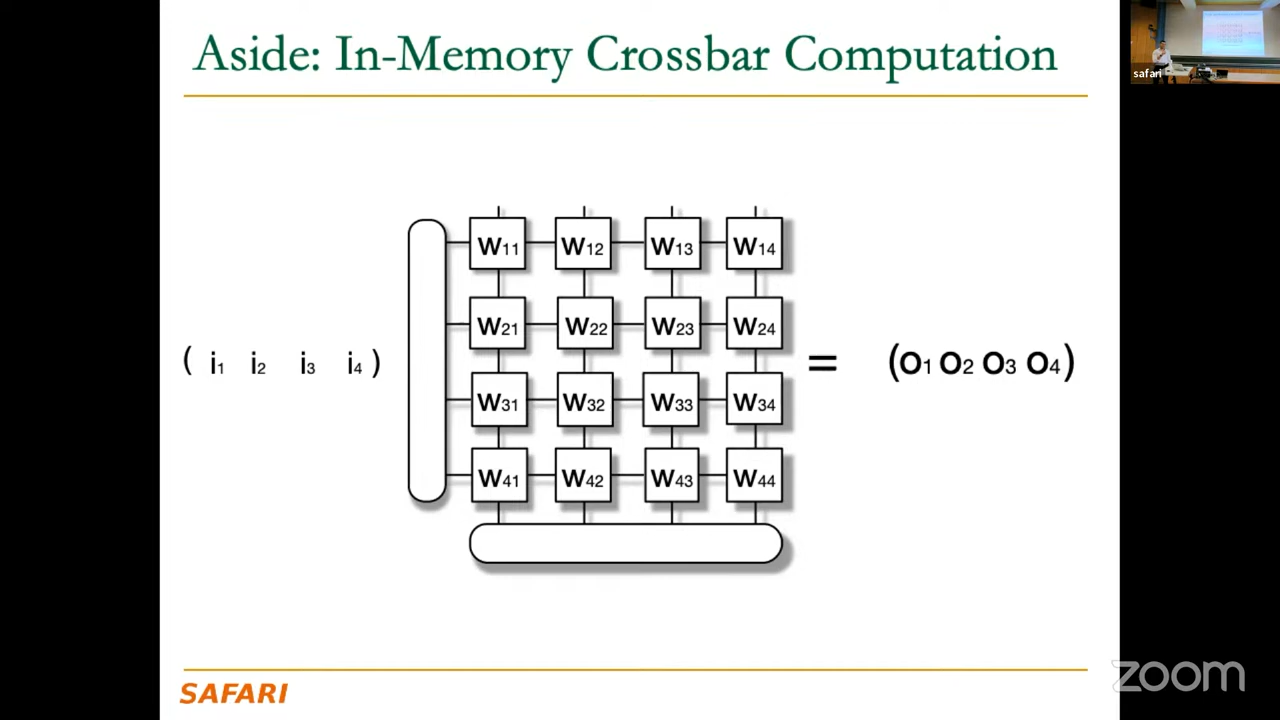 Aside: In-Memory Crossbar Computation
safari
W11 W12 W13 W14
W21 W22 W23 W24
( i1 i2 i3 i4 ) = (O1 O2 O3 O4)
W31 W32 W33 W34
W41 W42 W43 W44
SAFARI
zoom